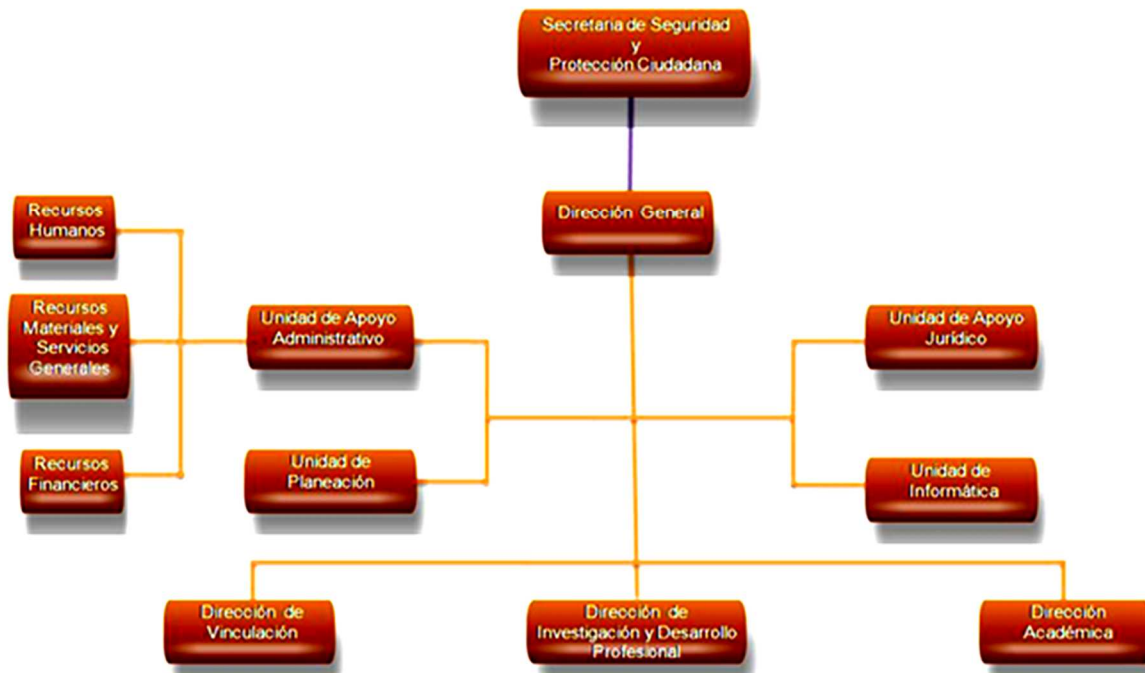 Secretaria de Seguridad
y
Protección Ciudadana
Dirección General
Recursos
Humanos
Recursos
Materiales y
Servicios
Generales
Recursos
Financieros
Unidad de Apoyo
Administrativo
Unidad de
Planeación
Unidad de Apoyo
Jurídico
Unidad de
Informática
Dirección de
Vinculación
Dirección de
Investigación y Desarrollo
Profesional
Dirección
Académica